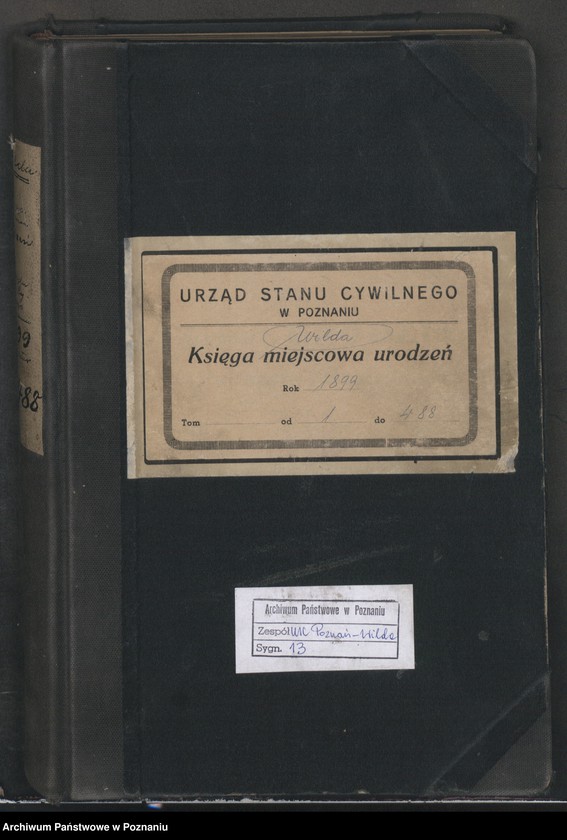 URZĄD STANU CYWILNEGO
W POZNANIU
Wilda
Księga miejscowa urodzeń
Rok 1899
Tom od 1 do 488
Archiwum Państwowe w Poznaniu
Zespół Poznań-Wilda
Sygn. 13
88
Archiwum Państwowe w Poznaniu